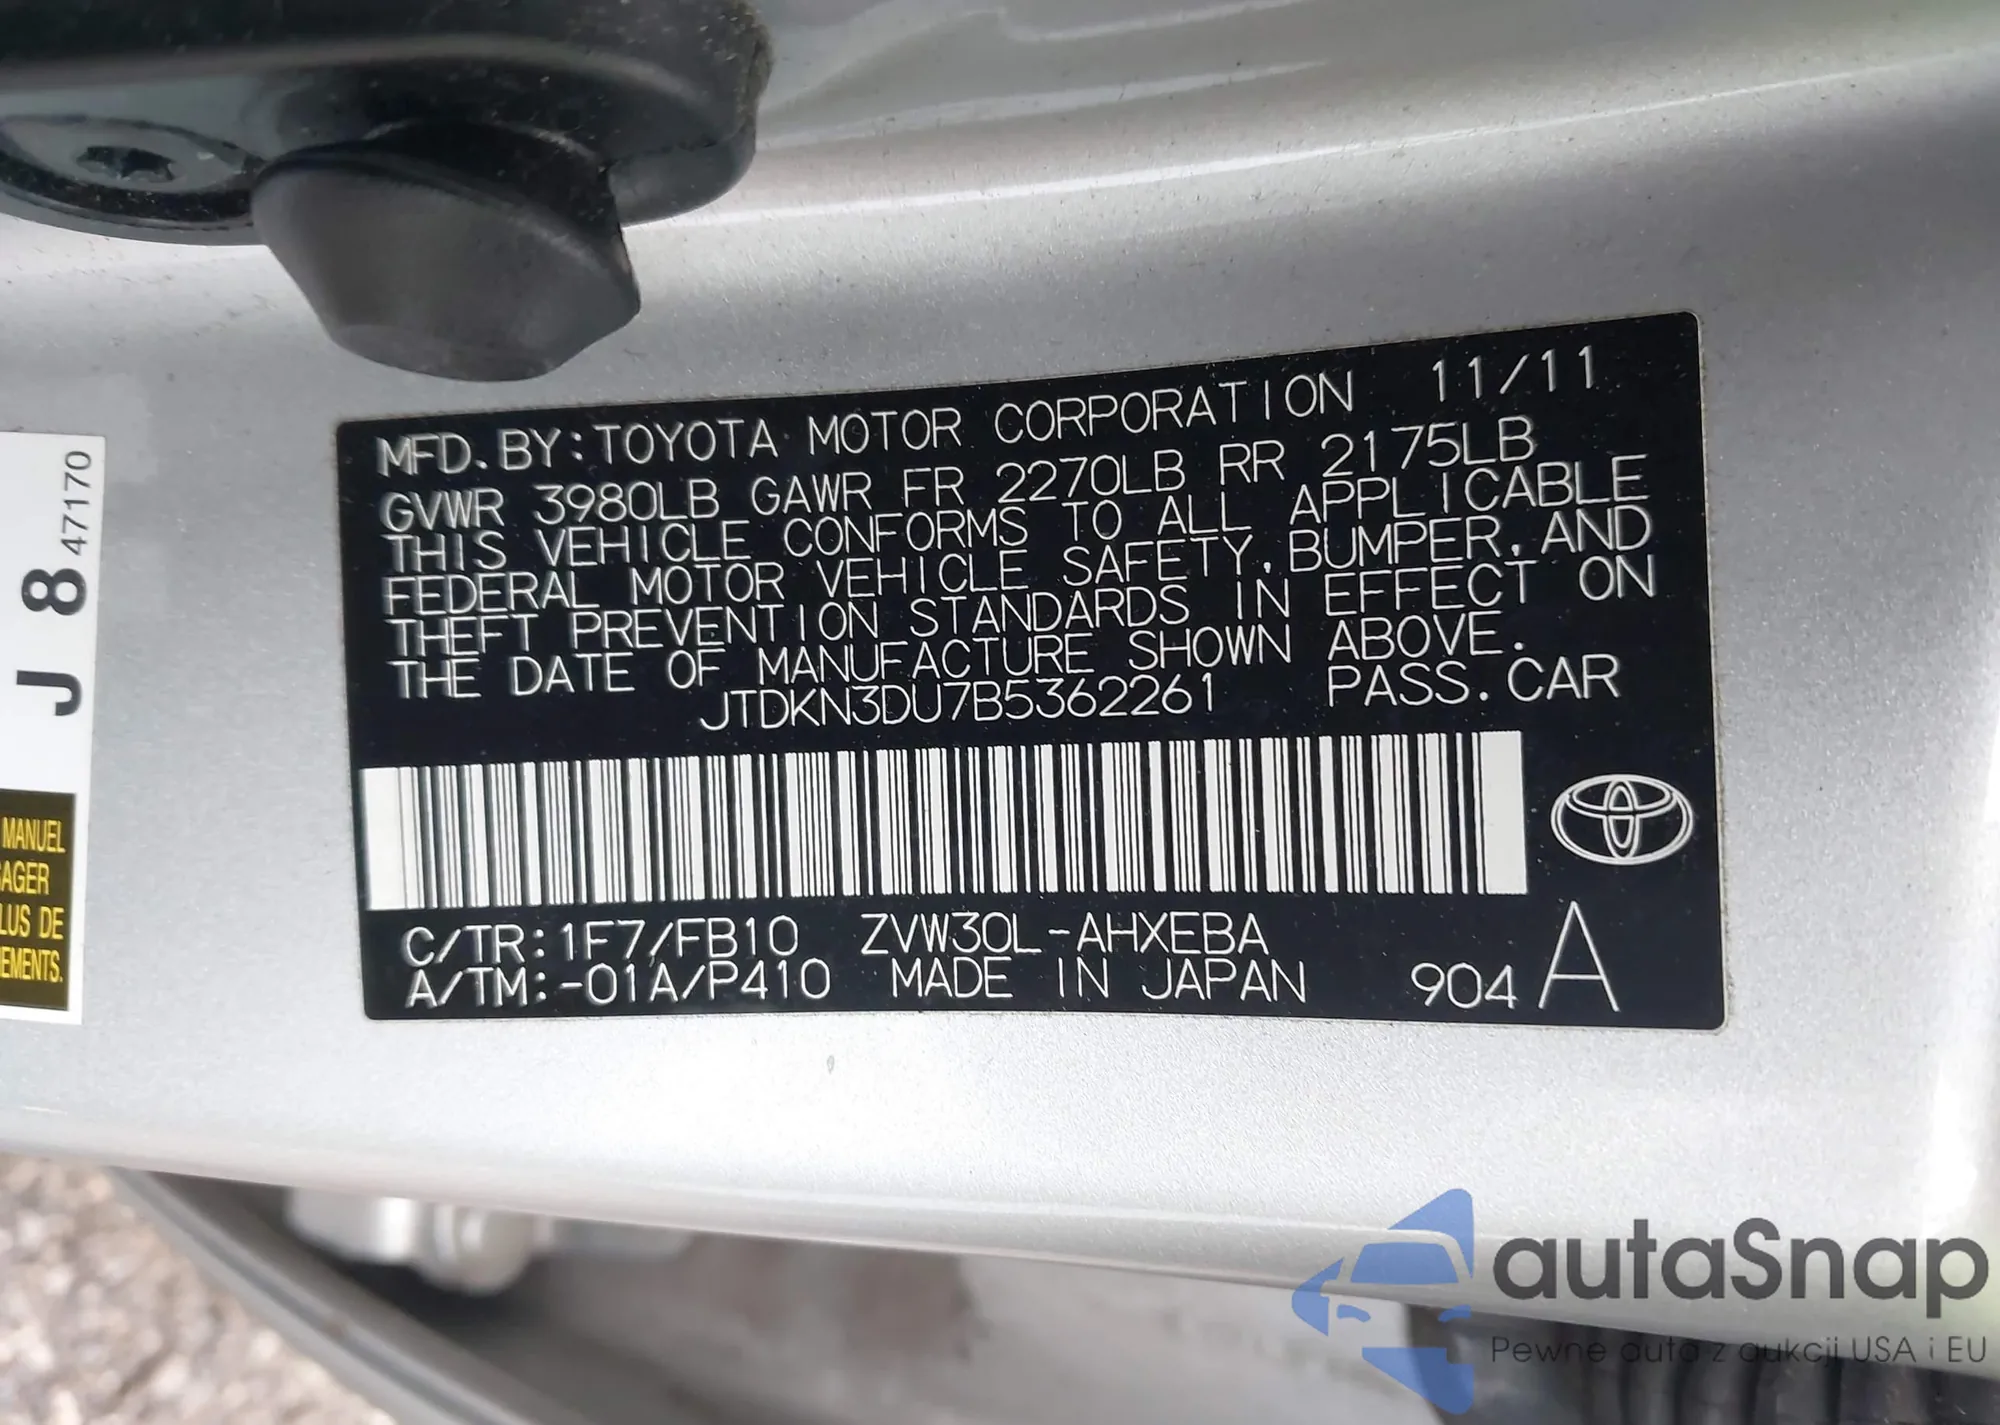 MFD. BY: TOYOTA MOTOR CORPORATION 11/11
GVWR 3980LB GAWR FR 2270LB RR 2175LB
THIS VEHICLE CONFORMS TO ALL APPLICABLE
FEDERAL MOTOR VEHICLE SAFETY, BUMPER, AND
THEFT PREVENTION STANDARDS IN EFFECT ON
THE DATE OF MANUFACTURE SHOWN ABOVE.
JTDKN3DU7B5362261 PASS. CAR
C/TR: 1F7/FB10 ZVW30L-AHXEBA
A/TM: -01A/P410 MADE IN JAPAN 904 A
J 8 47170
MANUEL
AGER
LUS DE
EMENTS.
autoSnap
Pewne auta z aukcji USA i EU